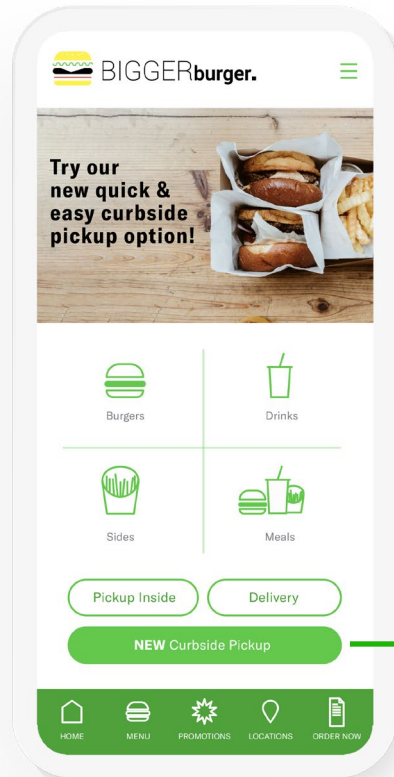 BIGGERburger.
Try our
new quick &
easy curbside
pickup option!
Burgers
Drinks
Sides
Meals
Pickup Inside
Delivery
NEW Curbside Pickup
HOME
MENU
PROMOTIONS
LOCATIONS
ORDER NOW